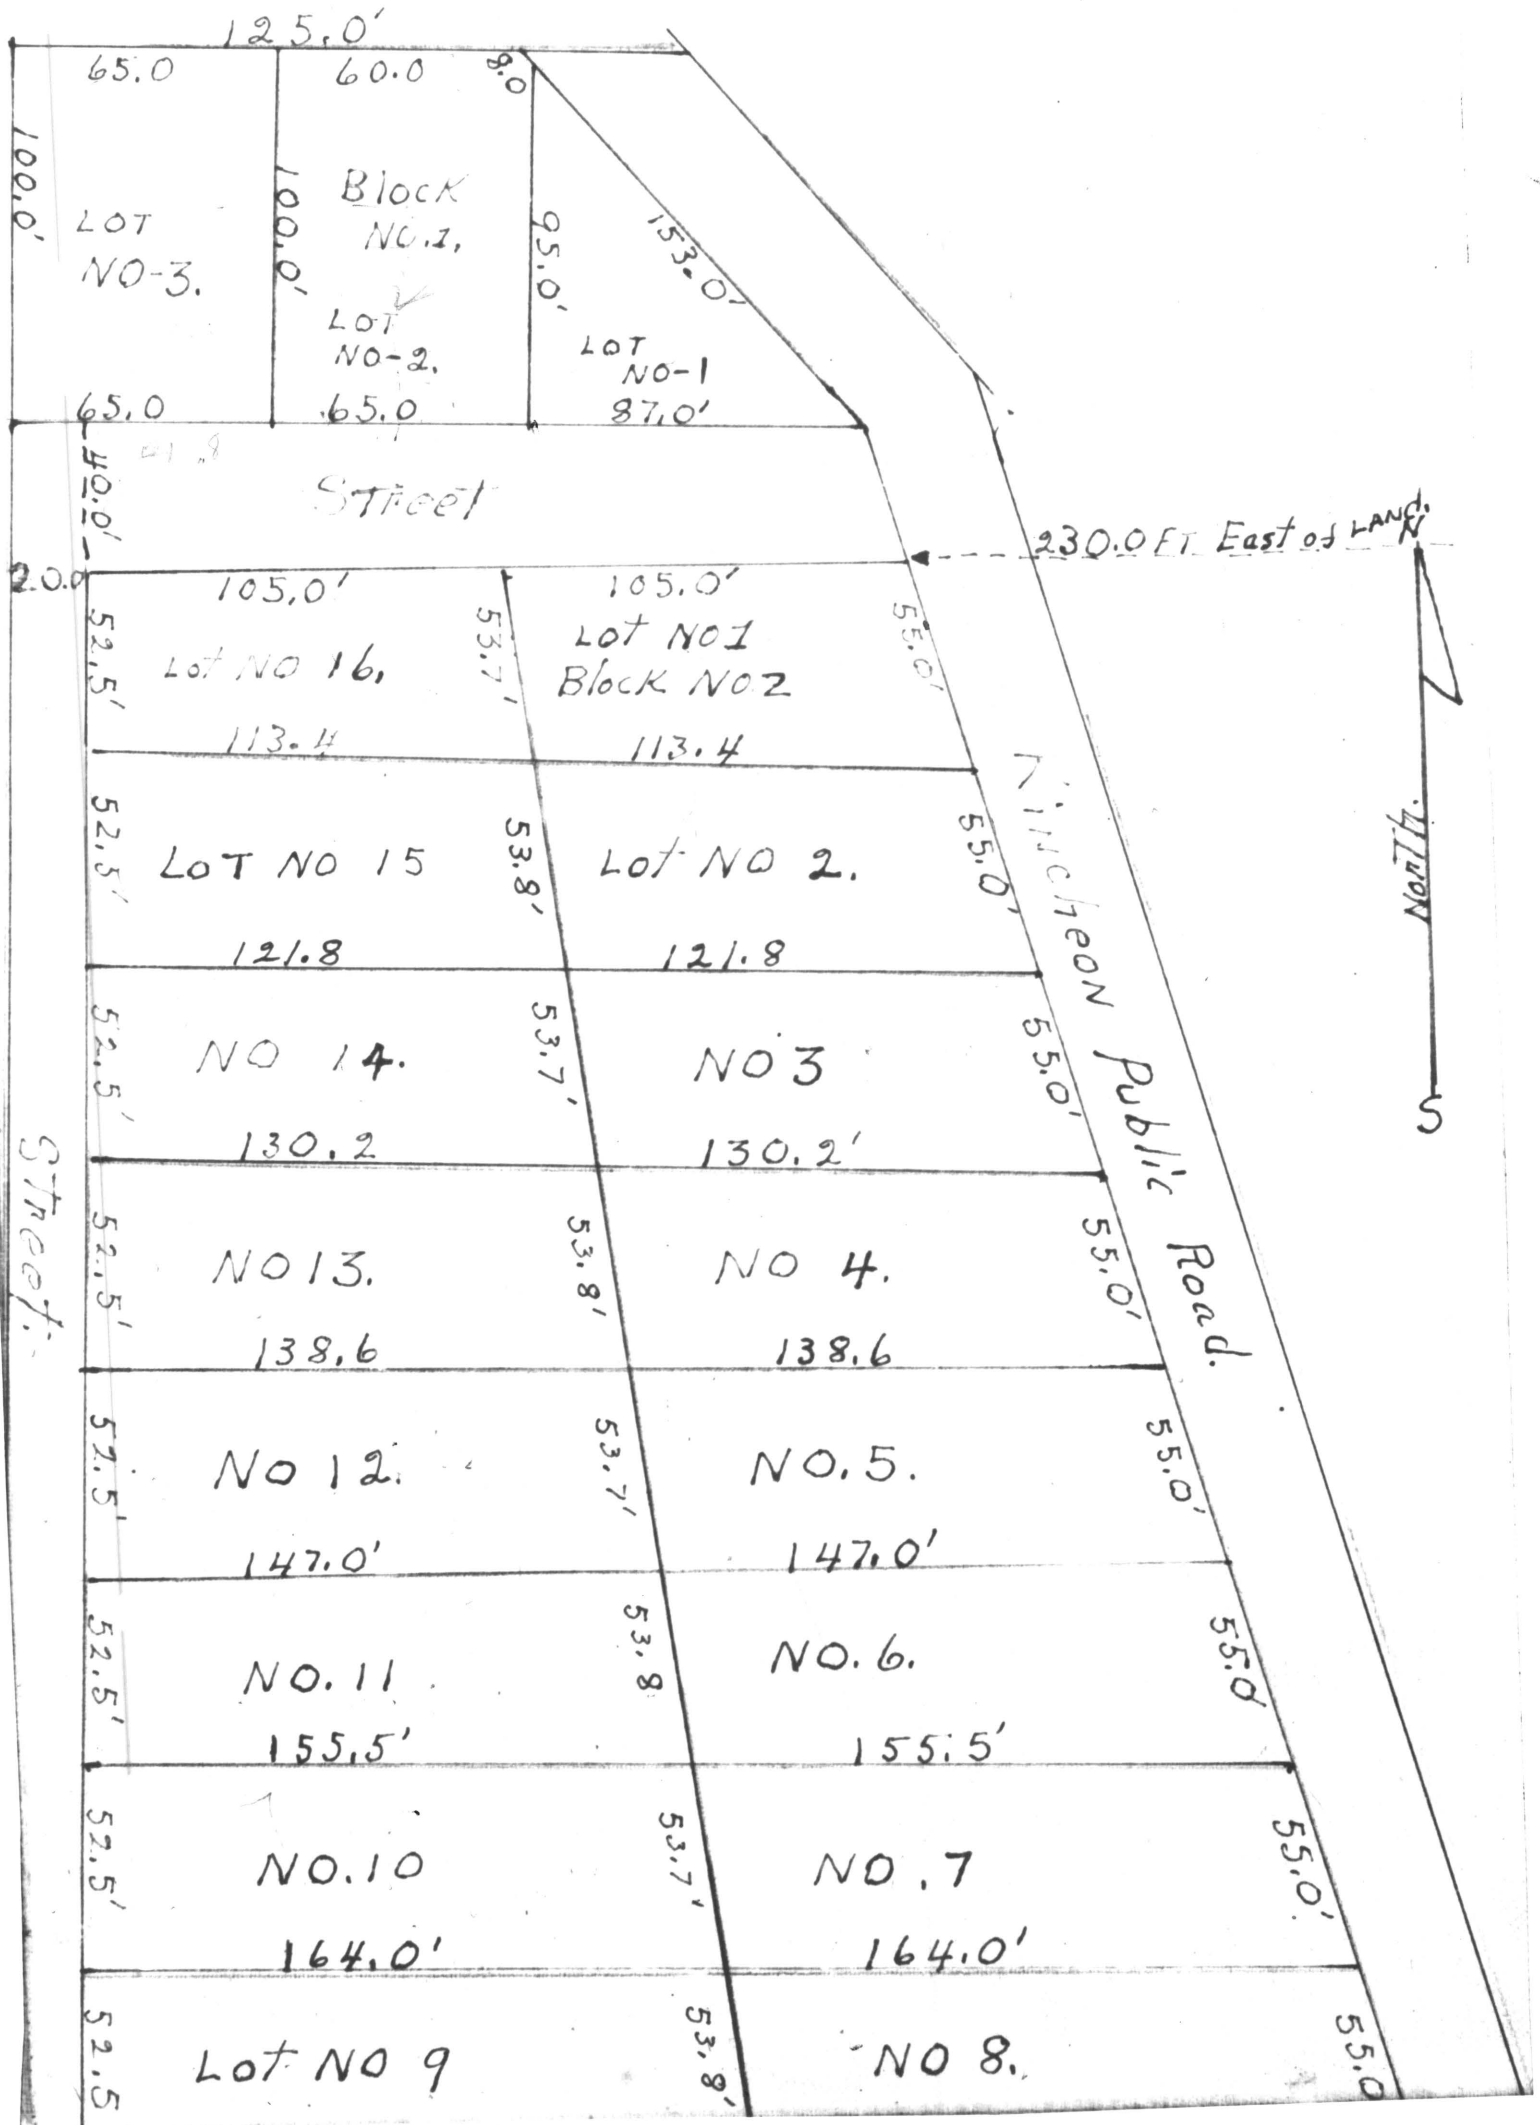 125.0'
65.0
60.0
8.0
100.0'
LOT
NO-3.
100.0'
Block
NO.1.
LOT
NO-2.
95.0'
153.0'
LOT
NO-1
65.0
65.0
87.0'
40.0'
Street
230.0 FT East of LAND.
N
20.0
105.0'
105.0'
52.5'
Lot NO 16.
53.7'
Lot NO1
Block NO2
55.0'
113.4
113.4
52.5'
LOT NO 15
53.8'
Lot NO 2.
55.0'
Kincheon Public Road.
North.
121.8
121.8
52.5'
NO 14.
53.7'
NO 3
55.0'
S
130.2
130.2'
Street.
52.5'
NO 13.
53.8'
NO 4.
55.0'
138.6
138.6
52.5'
NO 12.
53.7'
NO.5.
55.0'
147.0'
147.0'
52.5'
NO.11
53.8
NO.6.
55.0'
155.5'
155.5'
52.5'
NO.10
53.7'
NO.7
55.0'
164.0'
164.0'
52.5
Lot NO 9
53.8'
NO 8.
55.0